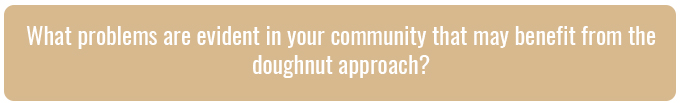 What problems are evident in your community that may benefit from the
doughnut approach?